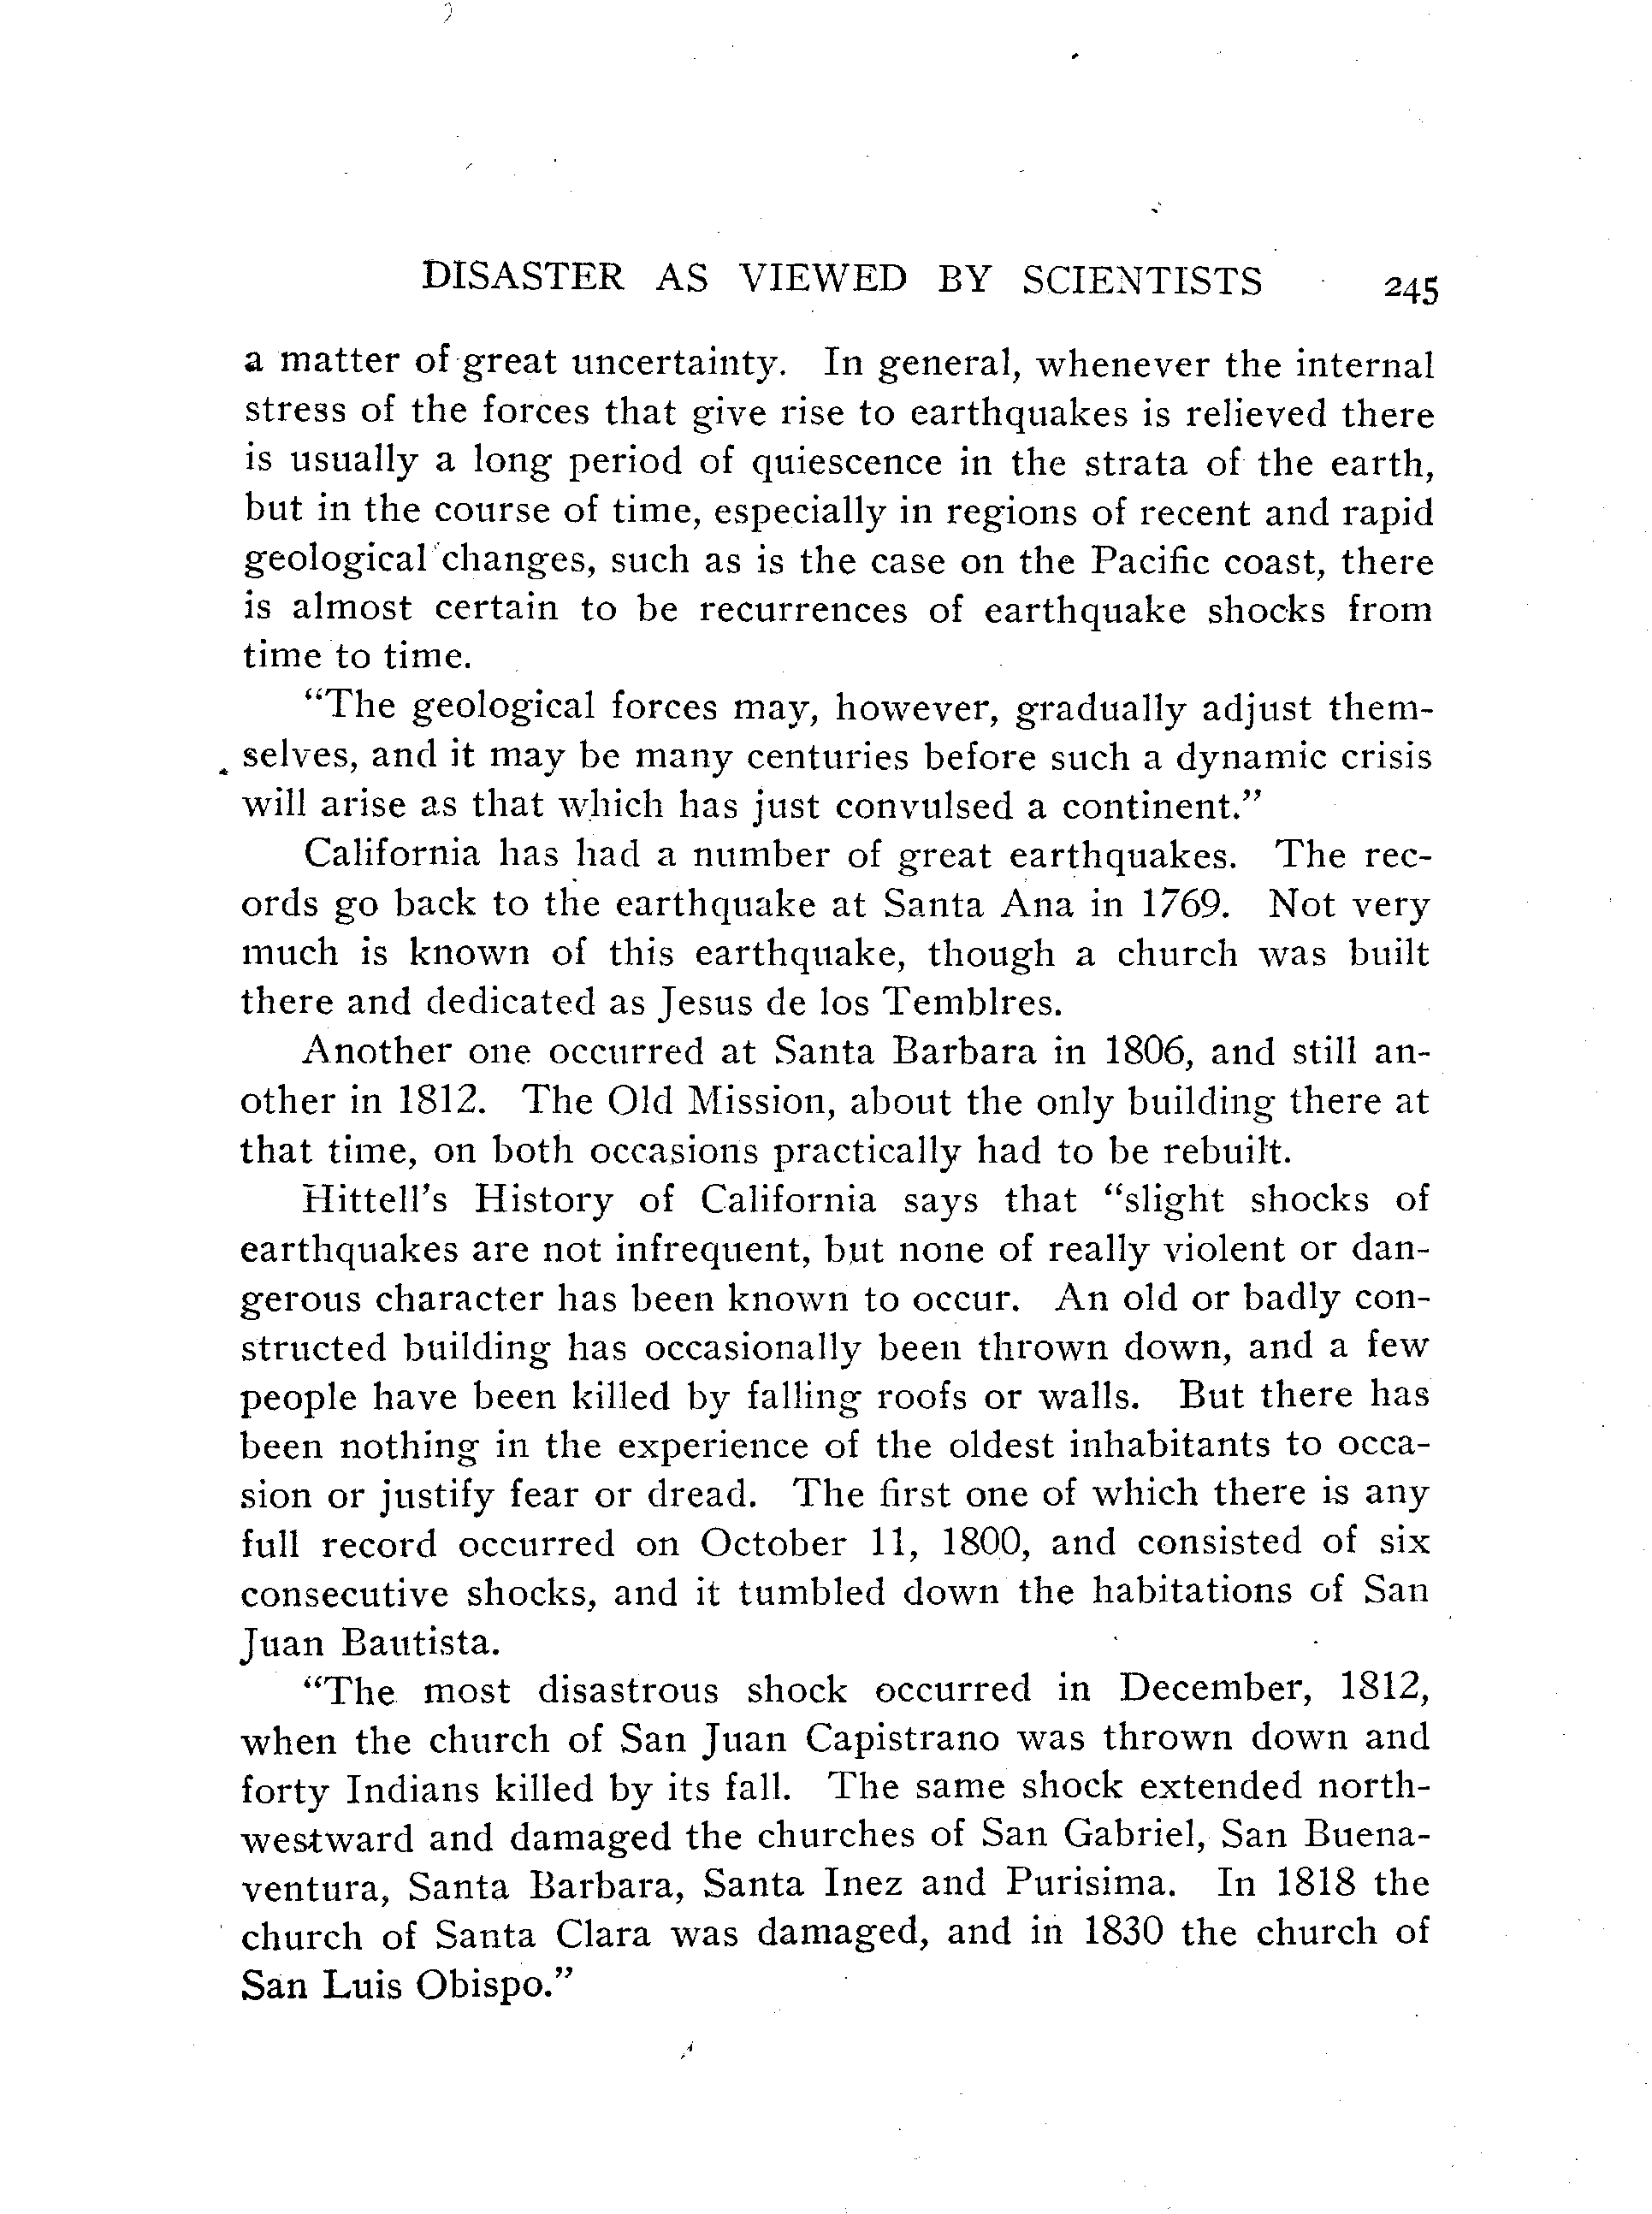 DISASTER AS VIEWED BY SCIENTISTS 245
a matter of great uncertainty. In general, whenever the internal
stress of the forces that give rise to earthquakes is relieved there
is usually a long period of quiescence in the strata of the earth,
but in the course of time, especially in regions of recent and rapid
geological changes, such as is the case on the Pacific coast, there
is almost certain to be recurrences of earthquake shocks from
time to time.
“The geological forces may, however, gradually adjust them-
selves, and it may be many centuries before such a dynamic crisis
will arise as that which has just convulsed a continent.”
California has had a number of great earthquakes. The rec-
ords go back to the earthquake at Santa Ana in 1769. Not very
much is known of this earthquake, though a church was built
there and dedicated as Jesus de los Temblres.
Another one occurred at Santa Barbara in 1806, and still an-
other in 1812. The Old Mission, about the only building there at
that time, on both occasions practically had to be rebuilt.
Hittell’s History of California says that “slight shocks of
earthquakes are not infrequent, but none of really violent or dan-
gerous character has been known to occur. An old or badly con-
structed building has occasionally been thrown down, and a few
people have been killed by falling roofs or walls. But there has
been nothing in the experience of the oldest inhabitants to occa-
sion or justify fear or dread. The first one of which there is any
full record occurred on October 11, 1800, and consisted of six
consecutive shocks, and it tumbled down the habitations of San
Juan Bautista.
“The most disastrous shock occurred in December, 1812,
when the church of San Juan Capistrano was thrown down and
forty Indians killed by its fall. The same shock extended north-
westward and damaged the churches of San Gabriel, San Buena-
ventura, Santa Barbara, Santa Inez and Purisima. In 1818 the
church of Santa Clara was damaged, and in 1830 the church of
San Luis Obispo.”